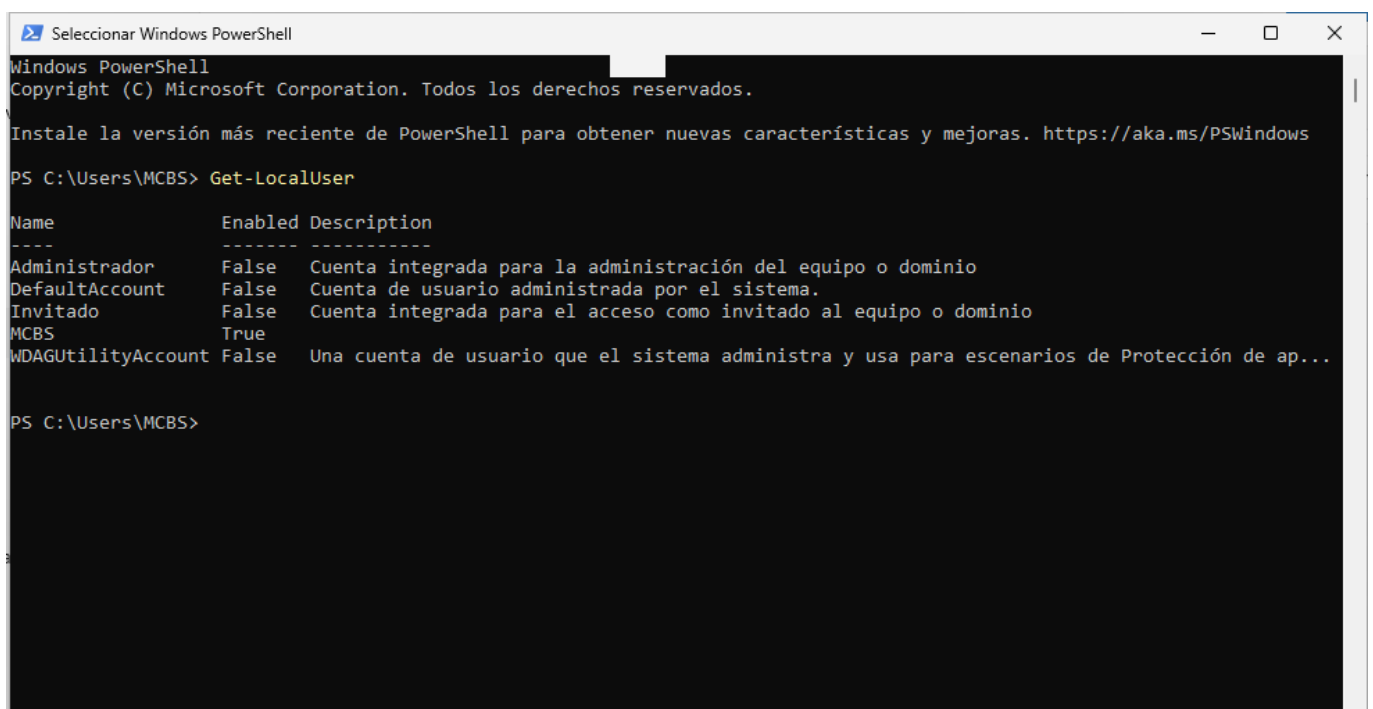 Seleccionar Windows PowerShell
Windows PowerShell
Copyright (C) Microsoft Corporation. Todos los derechos reservados.
Instale la versión más reciente de PowerShell para obtener nuevas características y mejoras. https://aka.ms/PSWindows
PS C:\Users\MCBS> Get-LocalUser
Name Enabled Description
---- ------- -----------
Administrador False Cuenta integrada para la administración del equipo o dominio
DefaultAccount False Cuenta de usuario administrada por el sistema.
Invitado False Cuenta integrada para el acceso como invitado al equipo o dominio
MCBS True
WDAGUtilityAccount False Una cuenta de usuario que el sistema administra y usa para escenarios de Protección de ap...
PS C:\Users\MCBS>